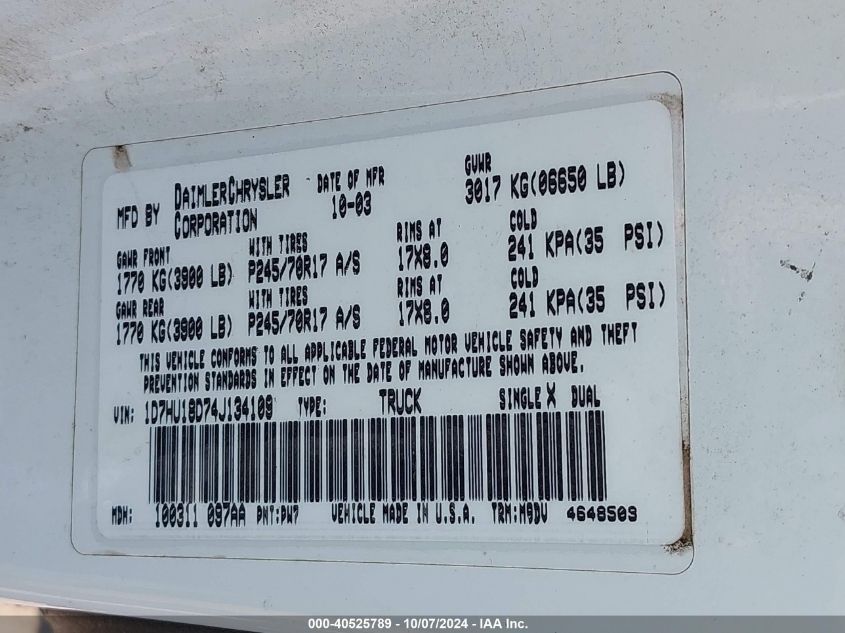 MFD BY DAIMLERCHRYSLER CORPORATION DATE OF MFR 10-03 GVWR 3017 KG(06650 LB)
GAWR FRONT WITH TIRES RIMS AT COLD
1770 KG(3900 LB) P245/70R17 A/S 17X8.0 241 KPA(35 PSI)
GAWR REAR WITH TIRES RIMS AT COLD
1770 KG(3900 LB) P245/70R17 A/S 17X8.0 241 KPA(35 PSI)
THIS VEHICLE CONFORMS TO ALL APPLICABLE FEDERAL MOTOR VEHICLE SAFETY AND THEFT
PREVENTION STANDARDS IN EFFECT ON THE DATE OF MANUFACTURE SHOWN ABOVE.
VIN: 1D7HU18D74J134109 TYPE: TRUCK SINGLE X DUAL
MDH: 100311 097AA PNT:PW7 VEHICLE MADE IN U.S.A. TRM:M9DV 4648509
000-40525789 - 10/07/2024 - IAA Inc.